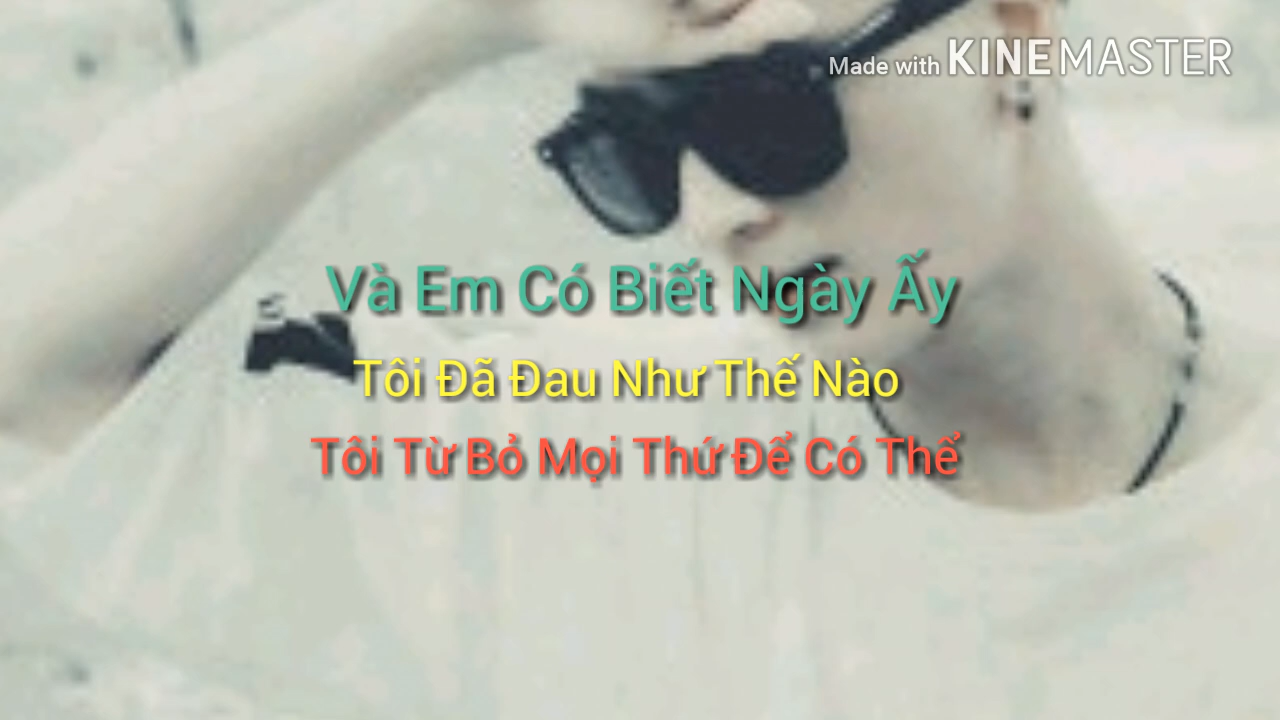 Made with KINEMASTER
Và Em Có Biết Ngày Ấy
Tôi Đã Đau Như Thế Nào
Tôi Từ Bỏ Mọi Thứ Để Có Thể